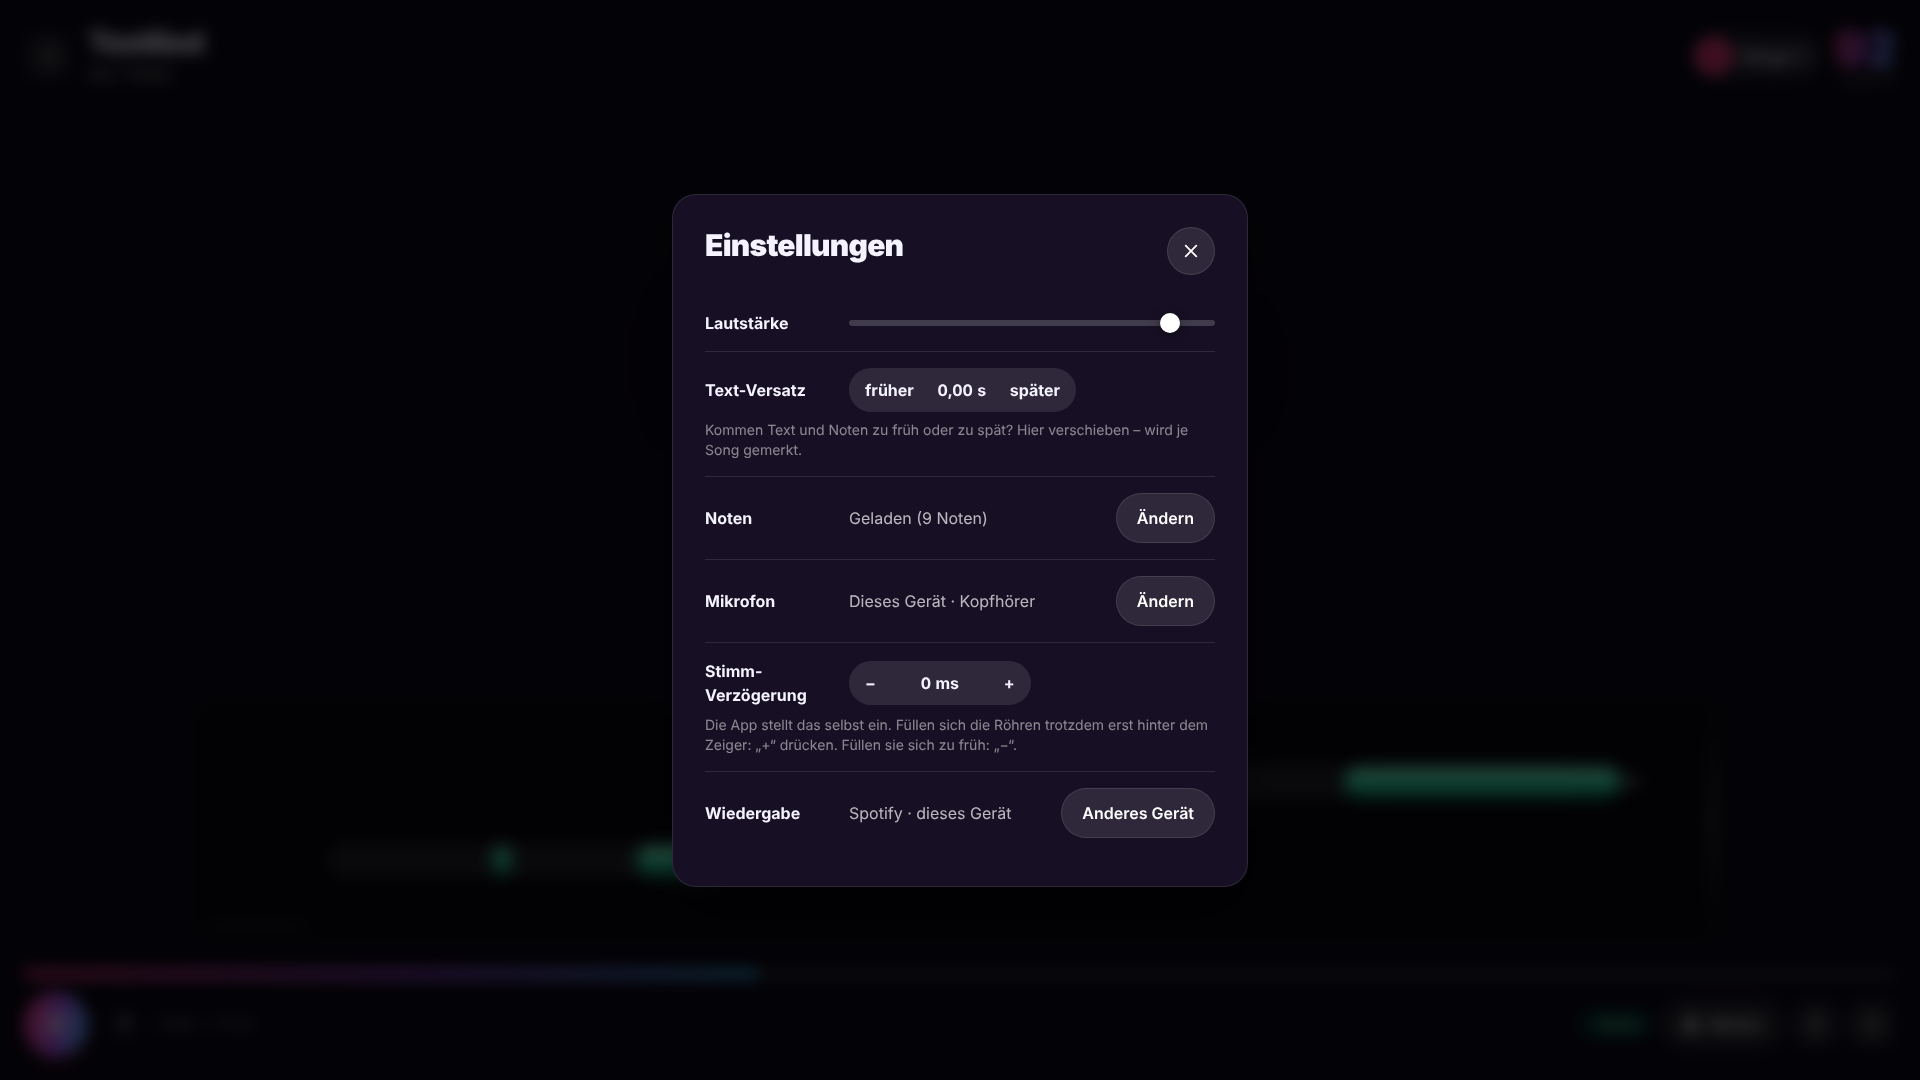 Einstellungen
Lautstärke
Text-Versatz früher 0,00 s später
Kommen Text und Noten zu früh oder zu spät? Hier verschieben – wird je
Song gemerkt.
Noten Geladen (9 Noten) Ändern
Mikrofon Dieses Gerät · Kopfhörer Ändern
Stimm-
Verzögerung – 0 ms +
Die App stellt das selbst ein. Füllen sich die Röhren trotzdem erst hinter dem
Zeiger: „+“ drücken. Füllen sie sich zu früh: „−“.
Wiedergabe Spotify · dieses Gerät Anderes Gerät